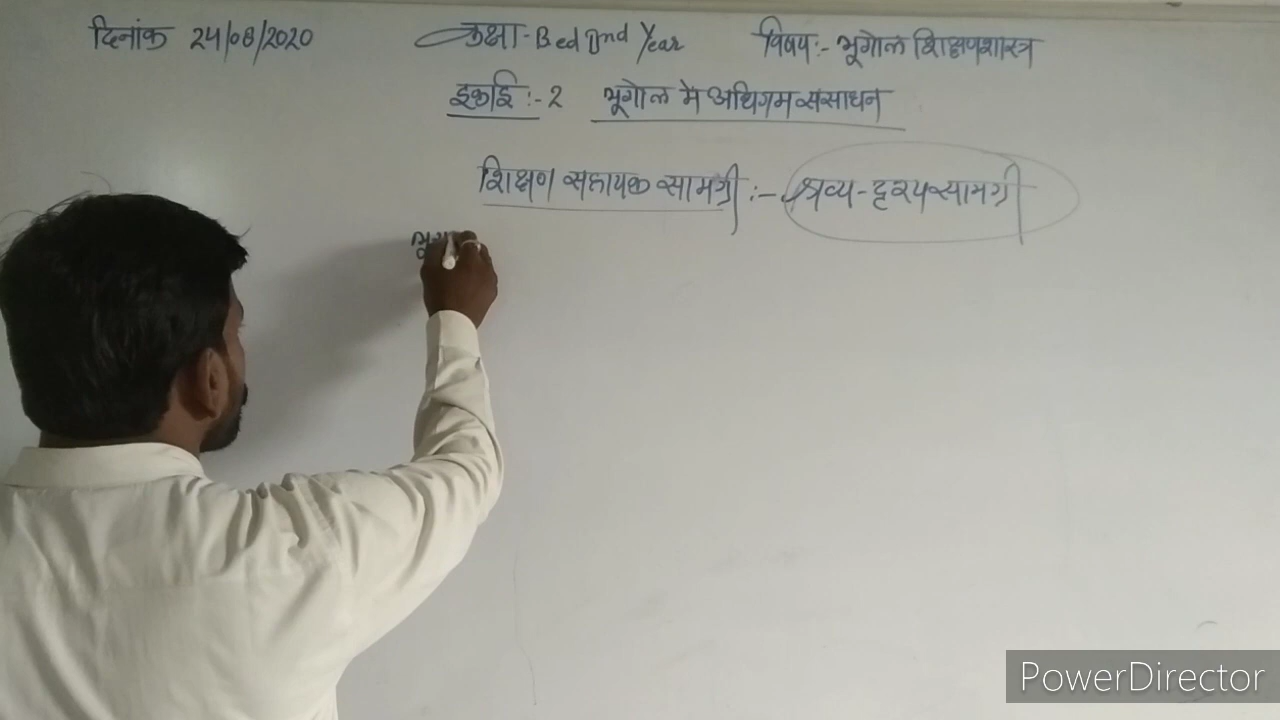 दिनांक 24/08/2020 कक्षा - Bed IInd Year विषय :- भूगोल शिक्षणशास्त्र
इकाई :- 2 भूगोल मे अधिगम संसाधन
शिक्षण सहायक सामग्री :- श्रव्य - दृश्य सामग्री
PowerDirector